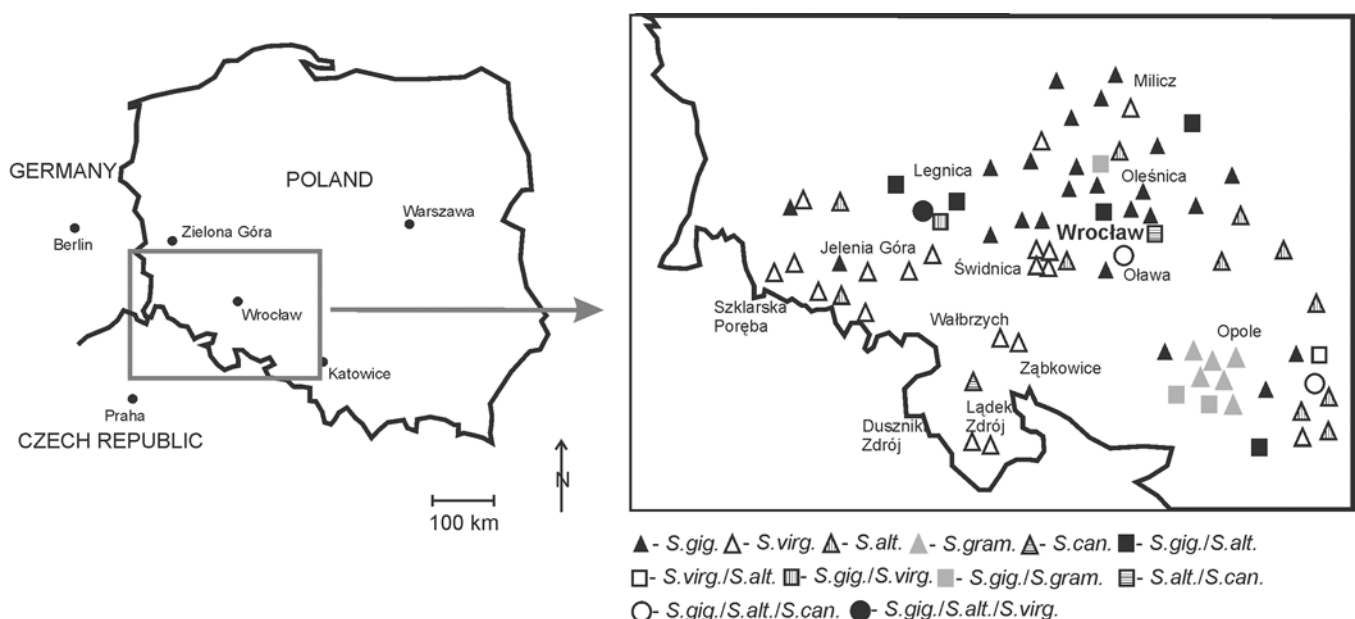 GERMANY
POLAND
Berlin
Zielona Góra
Warszawa
Wrocław
Katowice
Praha
CZECH REPUBLIC
N
100 km
Milicz
Legnica
Oleśnica
Wrocław
Jelenia Góra
Świdnica
Oława
Szklarska
Poręba
Wałbrzych
Opole
Ząbkowice
Duszniki
Zdrój
Lądek
Zdrój
- S.gig. - S.virg. - S.alt. - S.gram. - S.can. - S.gig./S.alt.
- S.virg./S.alt. - S.gig./S.virg. - S.gig./S.gram. - S.alt./S.can.
- S.gig./S.alt./S.can. - S.gig./S.alt./S.virg.